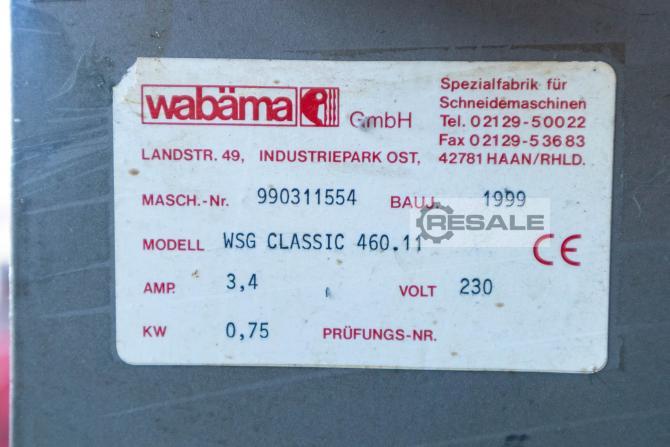 wabäma GmbH
Spezialfabrik für
Schneidemaschinen
Tel. 02129-50022
Fax 02129-53683
LANDSTR. 49, INDUSTRIEPARK OST, 42781 HAAN/RHLD.
MASCH.-Nr. 990311554 BAUJ. 1999
RESALE
MODELL WSG CLASSIC 460.11 CE
AMP. 3,4 VOLT 230
KW 0,75 PRÜFUNGS-NR.